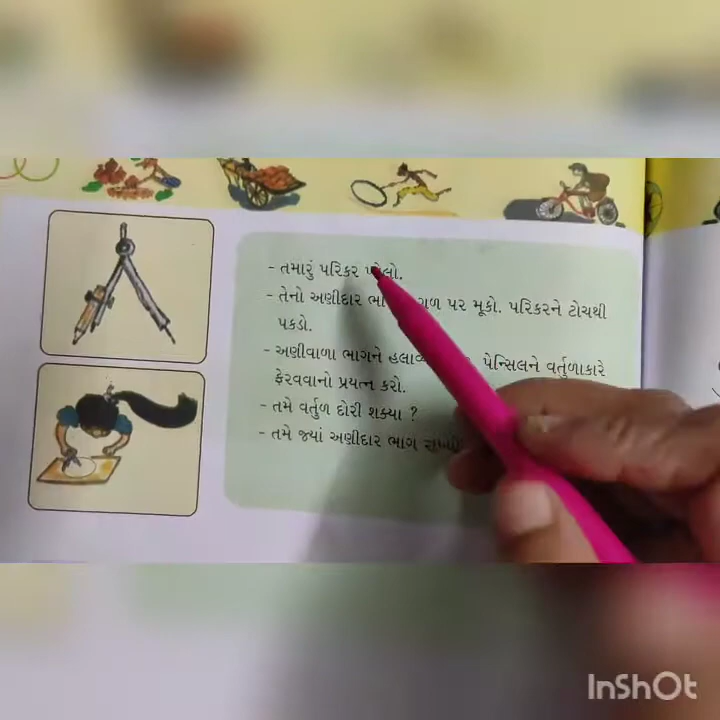 - તમારું પરિકર ખોલો.
- તેનો અણીદાર ભાગ પર મૂકો. પરિકરને ટોચથી
પકડો.
- અણીવાળા ભાગને પેન્સિલને વર્તુળાકારે
ફેરવવાનો પ્રયત્ન કરો.
- તમે વર્તુળ દોરી શક્યા ?
- તમે જ્યાં અણીદાર ભાગ
InShOt